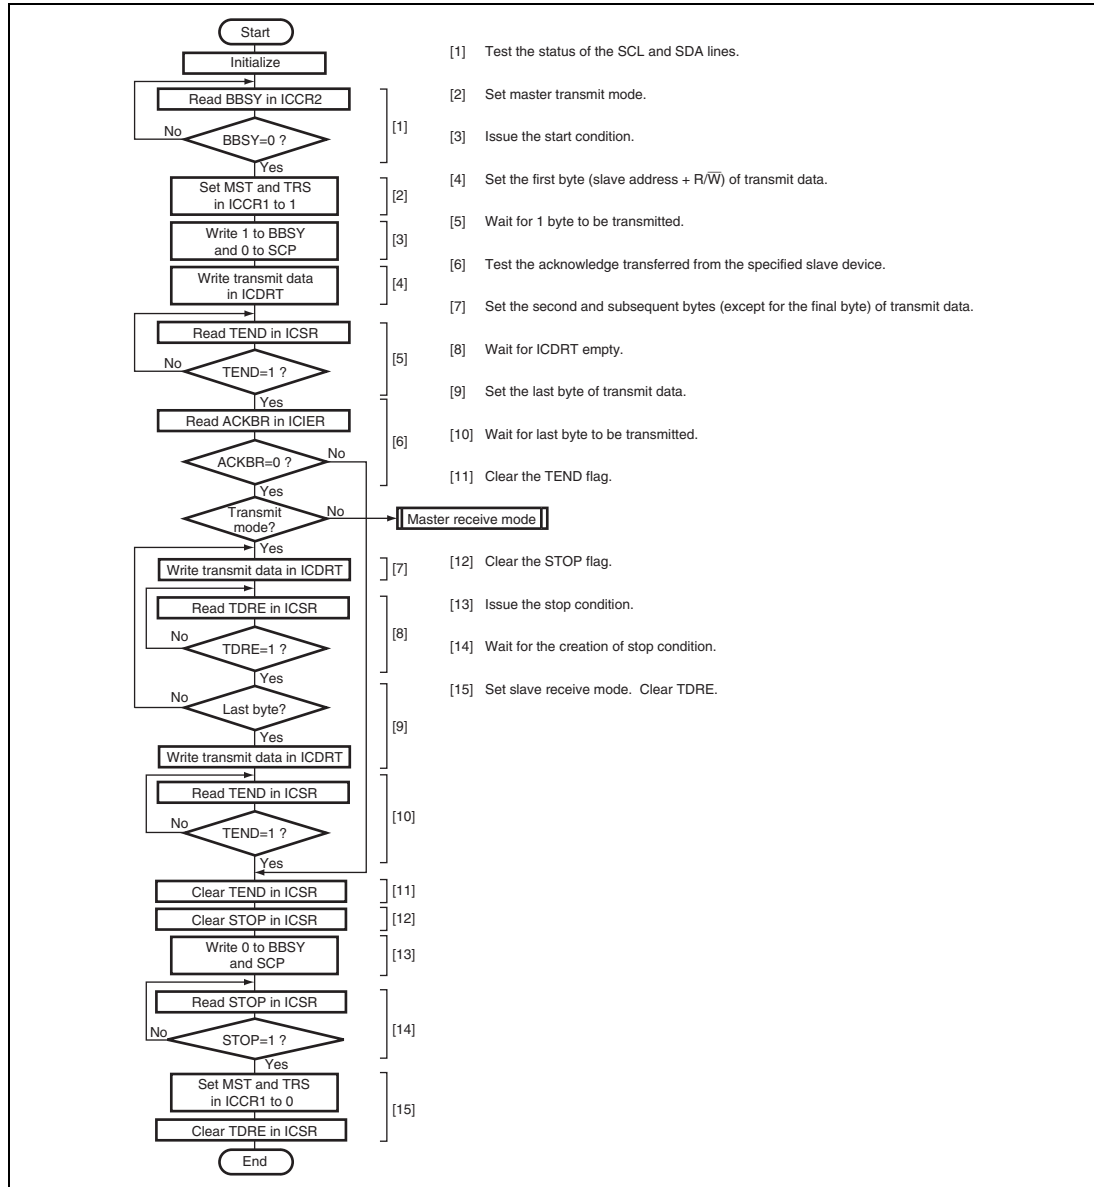 Start
Initialize
Read BBSY in ICCR2
BBSY=0 ?
No
Yes
[1]
Set MST and TRS
in ICCR1 to 1
[2]
Write 1 to BBSY
and 0 to SCP
[3]
Write transmit data
in ICDRT
[4]
Read TEND in ICSR
TEND=1 ?
No
Yes
[5]
Read ACKBR in ICIER
ACKBR=0 ?
No
Yes
[6]
Transmit
mode?
No
Yes
Master receive mode
Write transmit data in ICDRT
[7]
Read TDRE in ICSR
TDRE=1 ?
No
Yes
[8]
Last byte?
No
Yes
Write transmit data in ICDRT
[9]
Read TEND in ICSR
TEND=1 ?
No
Yes
[10]
Clear TEND in ICSR
[11]
Clear STOP in ICSR
[12]
Write 0 to BBSY
and SCP
[13]
Read STOP in ICSR
STOP=1 ?
No
Yes
[14]
Set MST and TRS
in ICCR1 to 0
Clear TDRE in ICSR
[15]
End
[1] Test the status of the SCL and SDA lines.
[2] Set master transmit mode.
[3] Issue the start condition.
[4] Set the first byte (slave address + R/W̅) of transmit data.
[5] Wait for 1 byte to be transmitted.
[6] Test the acknowledge transferred from the specified slave device.
[7] Set the second and subsequent bytes (except for the final byte) of transmit data.
[8] Wait for ICDRT empty.
[9] Set the last byte of transmit data.
[10] Wait for last byte to be transmitted.
[11] Clear the TEND flag.
[12] Clear the STOP flag.
[13] Issue the stop condition.
[14] Wait for the creation of stop condition.
[15] Set slave receive mode. Clear TDRE.